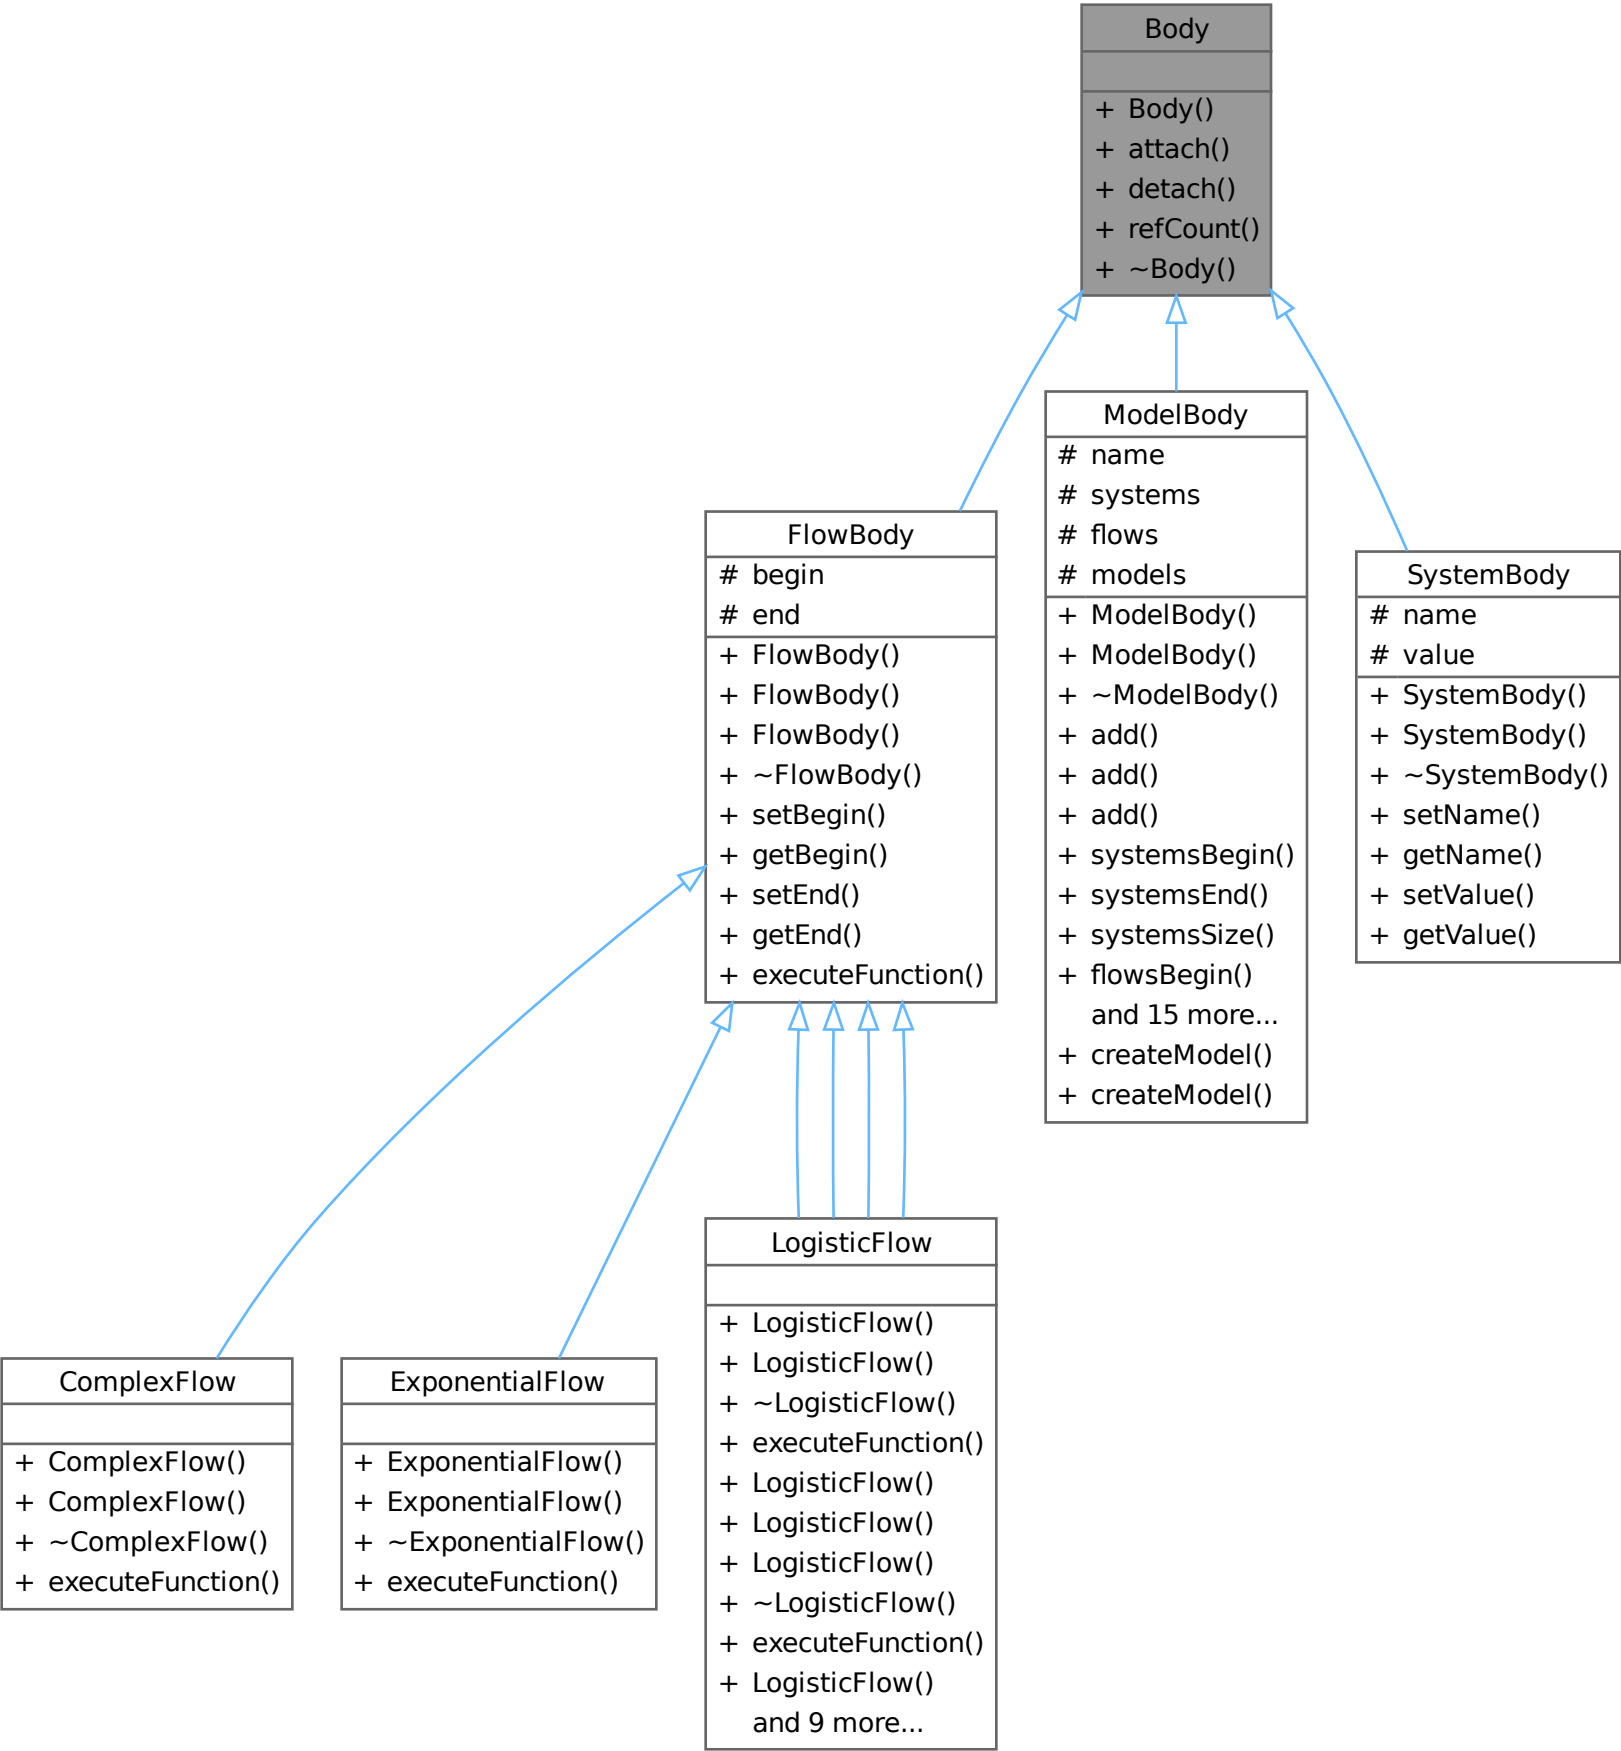 Body
+ Body()
+ attach()
+ detach()
+ refCount()
+ ~Body()
ModelBody
# name
# systems
# flows
# models
+ ModelBody()
+ ModelBody()
+ ~ModelBody()
+ add()
+ add()
+ add()
+ systemsBegin()
+ systemsEnd()
+ systemsSize()
+ flowsBegin()
and 15 more...
+ createModel()
+ createModel()
FlowBody
# begin
# end
+ FlowBody()
+ FlowBody()
+ FlowBody()
+ ~FlowBody()
+ setBegin()
+ getBegin()
+ setEnd()
+ getEnd()
+ executeFunction()
SystemBody
# name
# value
+ SystemBody()
+ SystemBody()
+ ~SystemBody()
+ setName()
+ getName()
+ setValue()
+ getValue()
LogisticFlow
+ LogisticFlow()
+ LogisticFlow()
+ ~LogisticFlow()
+ executeFunction()
+ LogisticFlow()
+ LogisticFlow()
+ LogisticFlow()
+ ~LogisticFlow()
+ executeFunction()
+ LogisticFlow()
and 9 more...
ComplexFlow
+ ComplexFlow()
+ ComplexFlow()
+ ~ComplexFlow()
+ executeFunction()
ExponentialFlow
+ ExponentialFlow()
+ ExponentialFlow()
+ ~ExponentialFlow()
+ executeFunction()